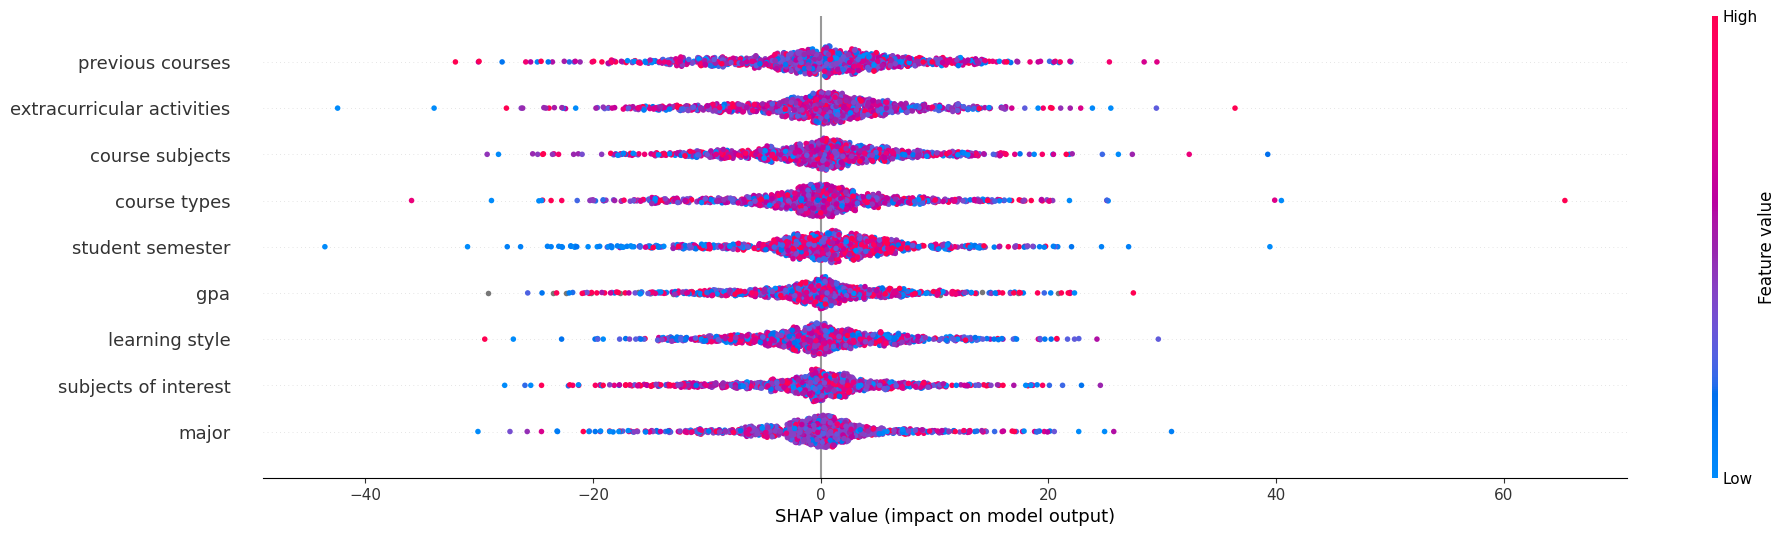 High
previous courses
extracurricular activities
course subjects
course types
student semester
gpa
learning style
subjects of interest
major
Feature value
Low
−40 −20 0 20 40 60
SHAP value (impact on model output)